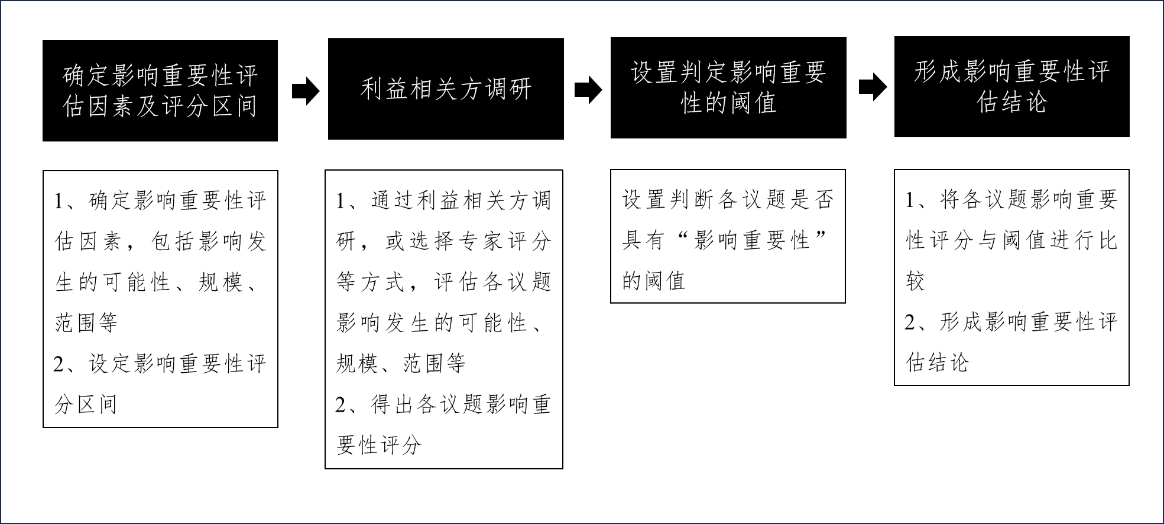 确定影响重要性评
估因素及评分区间
利益相关方调研
设置判定影响重要
性的阈值
形成影响重要性评
估结论
1、确定影响重要性评
估因素，包括影响发
生的可能性、规模、
范围等
2、设定影响重要性评
分区间
1、通过利益相关方调
研，或选择专家评分
等方式，评估各议题
影响发生的可能性、
规模、范围等
2、得出各议题影响重
要性评分
设置判断各议题是否
具有“影响重要性”
的阈值
1、将各议题影响重要
性评分与阈值进行比
较
2、形成影响重要性评
估结论